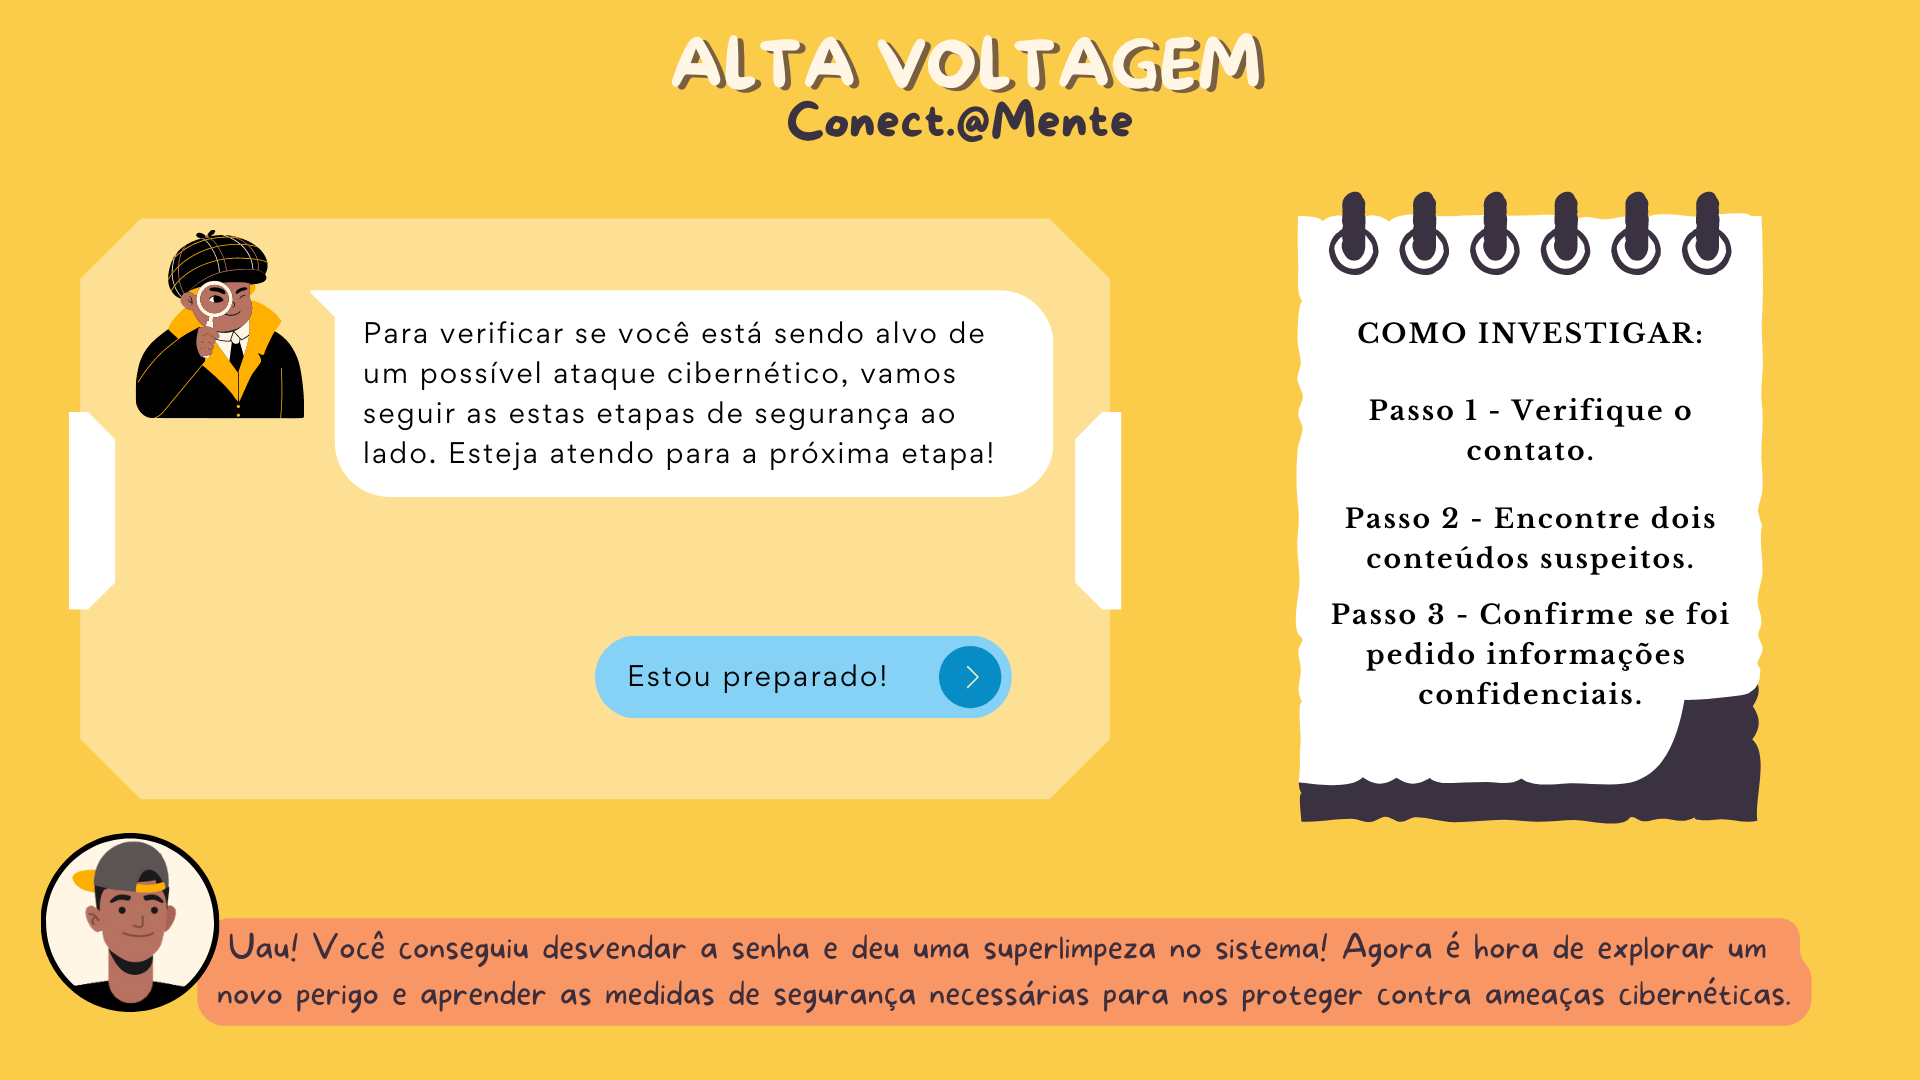 ALTA VOLTAGEM
Conect.@Mente
Para verificar se você está sendo alvo de
um possível ataque cibernético, vamos
seguir as estas etapas de segurança ao
lado. Esteja atendo para a próxima etapa!
Estou preparado!
COMO INVESTIGAR:
Passo 1 - Verifique o
contato.
Passo 2 - Encontre dois
conteúdos suspeitos.
Passo 3 - Confirme se foi
pedido informações
confidenciais.
Uau! Você conseguiu desvendar a senha e deu uma superlimpeza no sistema! Agora é hora de explorar um
novo perigo e aprender as medidas de segurança necessárias para nos proteger contra ameaças cibernéticas.